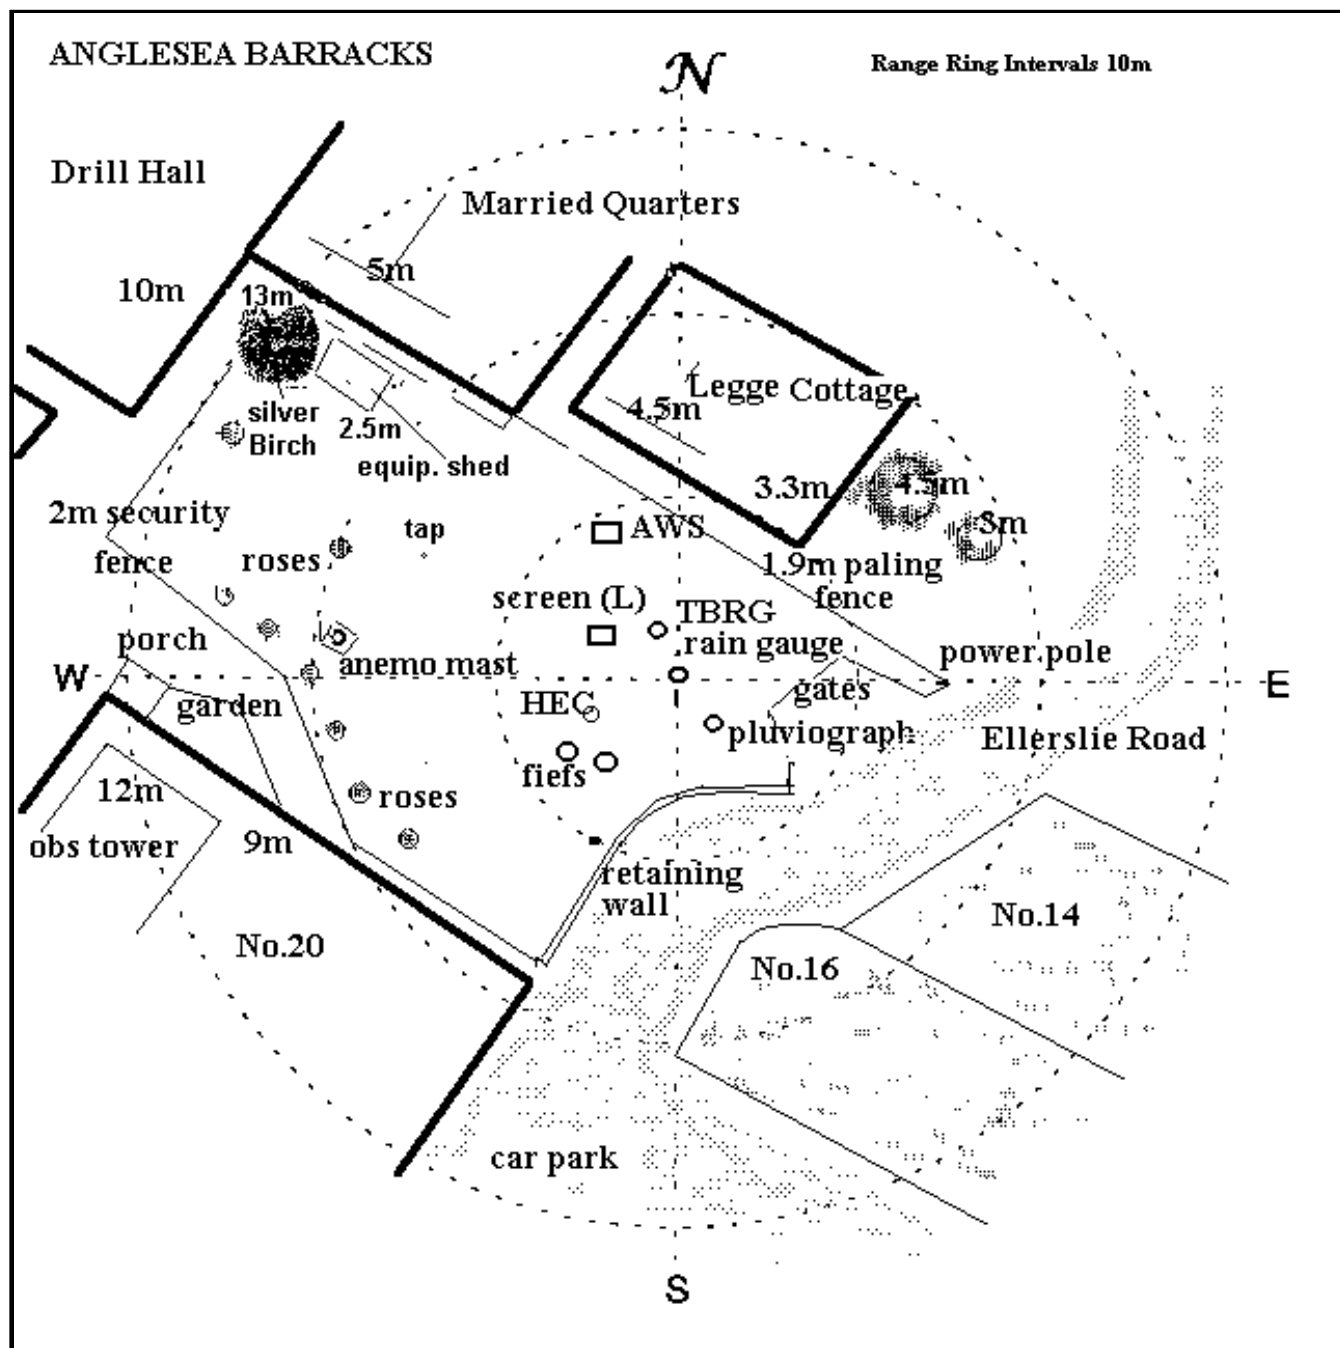 ANGLESEA BARRACKS
N
Range Ring Intervals 10m
Drill Hall
Married Quarters
5m
10m
13m
Legge Cottage
4.5m
silver
Birch
2.5m
equip. shed
3.3m
4.5m
3m
2m security
fence
roses
tap
AWS
1.9m paling
fence
screen (L)
TBRG
rain gauge
porch
W
anemo mast
power pole
E
garden
HEC
gates
pluviograph
Ellerslie Road
fiefs
12m
roses
obs tower
9m
retaining
wall
No.14
No.20
No.16
car park
S